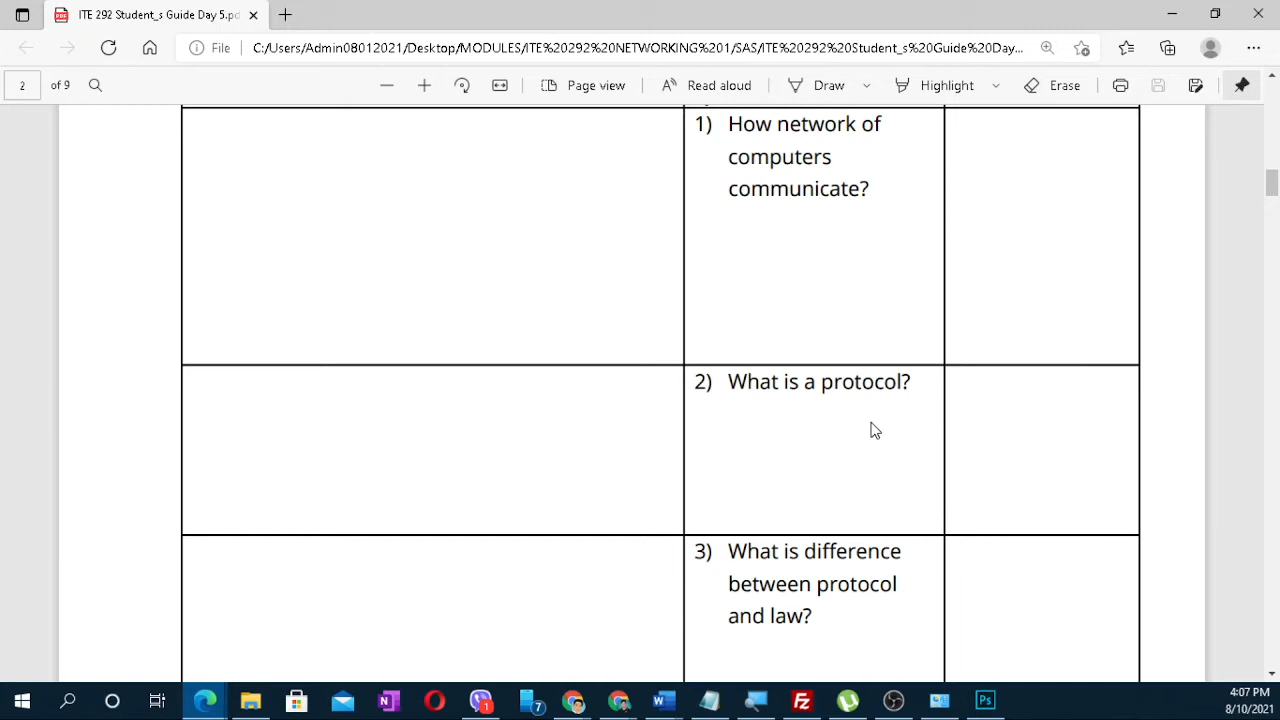 ITE 292 Student_s Guide Day 5.pd
File
C:/Users/Admin08012021/Desktop/MODULES/ITE%20292%20NETWORKING%201/SAS/ITE%20292%20Student_s%20Guide%20Day...
2 of 9
Page view
Read aloud
Draw
Highlight
Erase
1) How network of
computers
communicate?
2) What is a protocol?
3) What is difference
between protocol
and law?
1
7
4:07 PM
8/10/2021